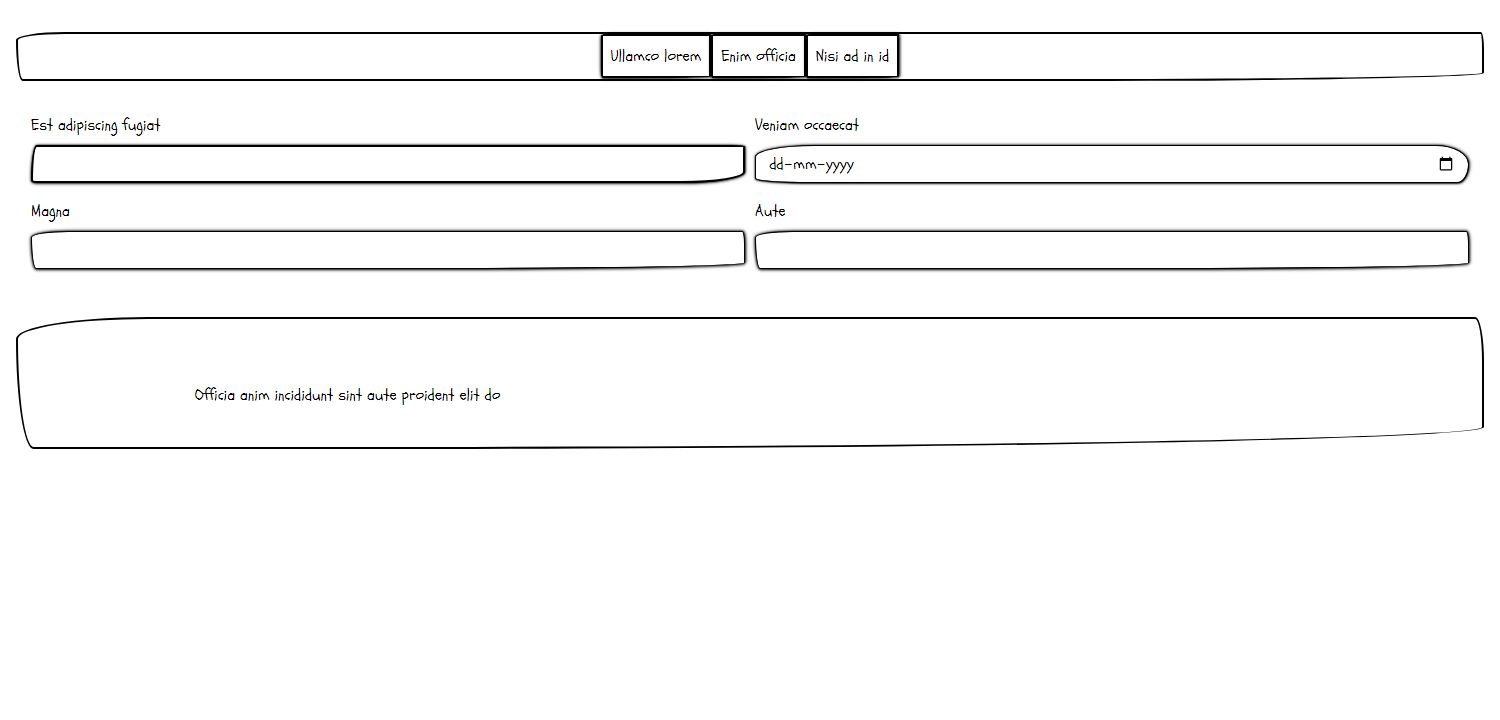 Ullamco lorem Enim officia Nisi ad in id
Est adipiscing fugiat Veniam occaecat
dd-mm-yyyy
Magna Aute
Officia anim incididunt sint aute proident elit do